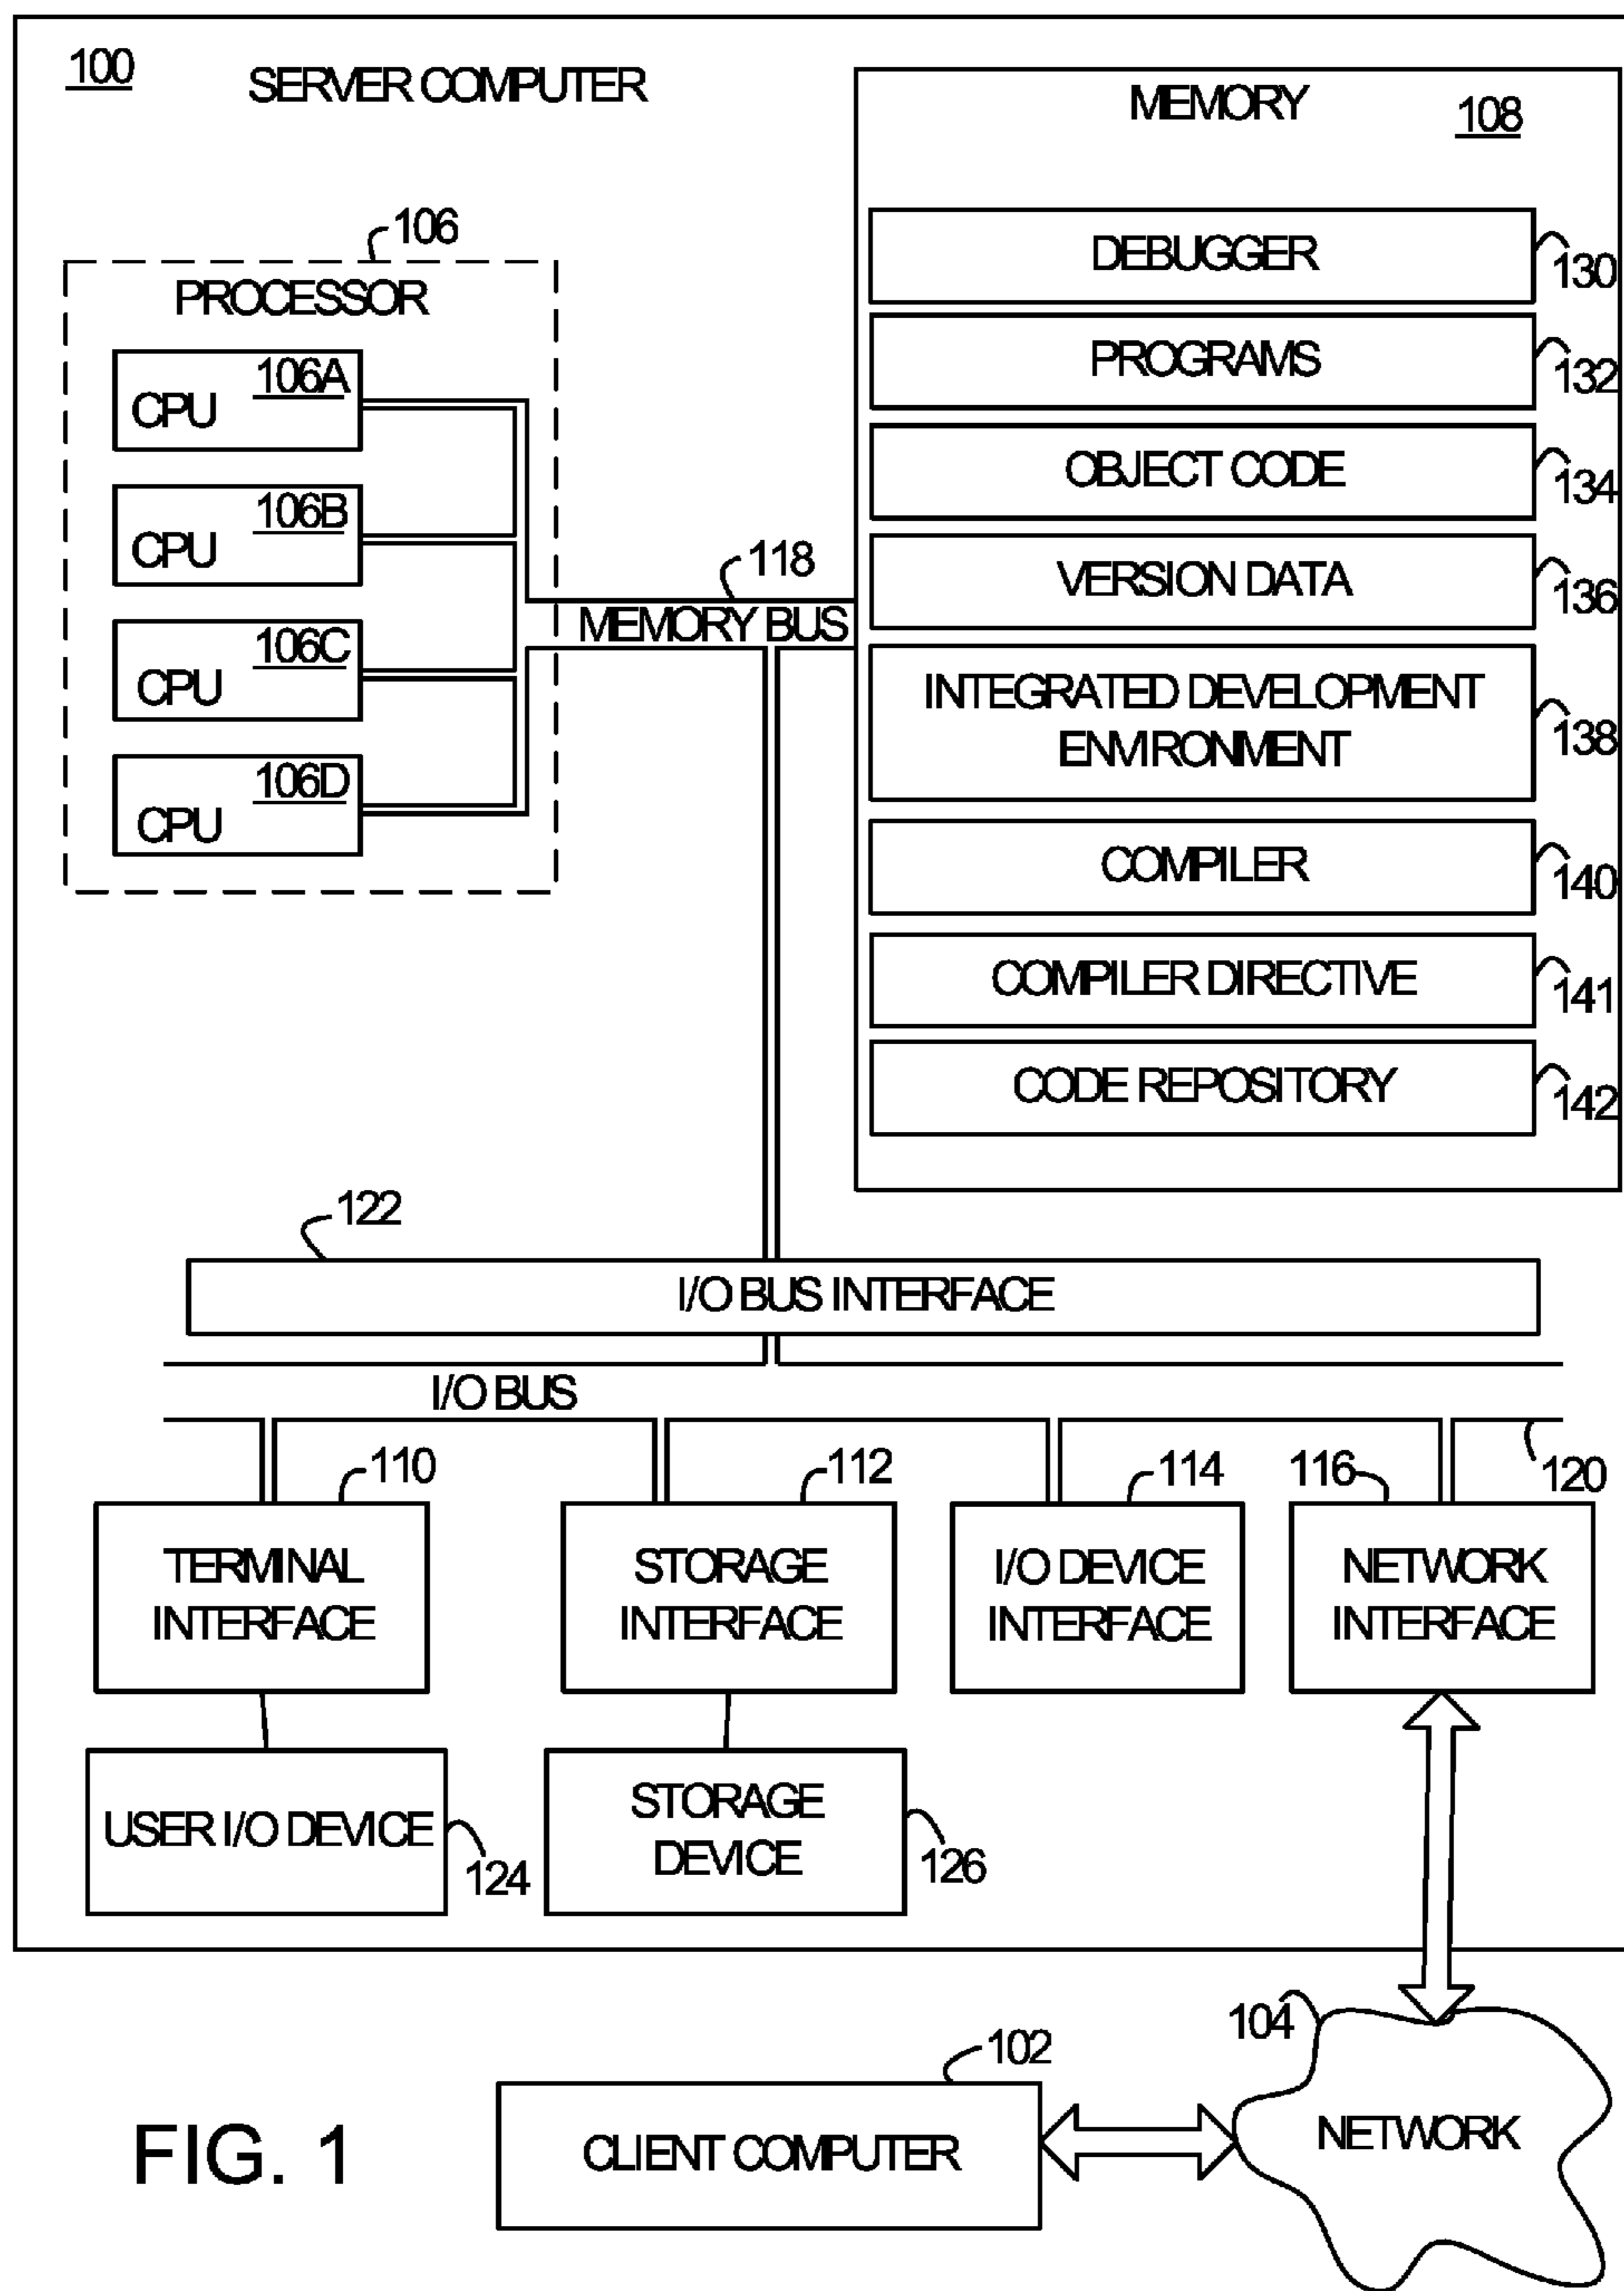 100
SERVER COMPUTER
MEMORY
108
106
PROCESSOR
106A
CPU
106B
CPU
106C
CPU
106D
CPU
118
MEMORY BUS
DEBUGGER
130
PROGRAMS
132
OBJECT CODE
134
VERSION DATA
136
INTEGRATED DEVELOPMENT
ENVIRONMENT
138
COMPILER
140
COMPILER DIRECTIVE
141
CODE REPOSITORY
142
122
I/O BUS INTERFACE
I/O BUS
120
110
TERMINAL
INTERFACE
112
STORAGE
INTERFACE
114
I/O DEVICE
INTERFACE
116
NETWORK
INTERFACE
USER I/O DEVICE
124
STORAGE
DEVICE
126
104
NETWORK
102
CLIENT COMPUTER
FIG. 1